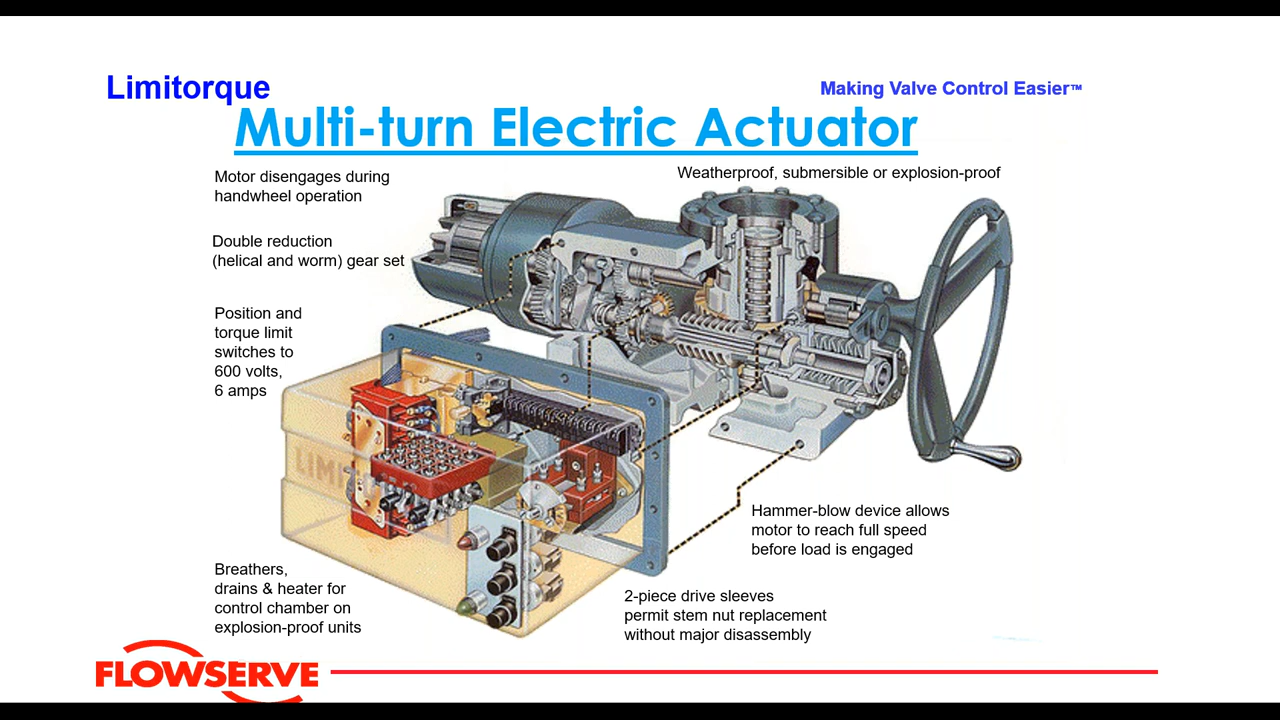 Limitorque
Making Valve Control Easier™
Multi-turn Electric Actuator
Motor disengages during
handwheel operation
Weatherproof, submersible or explosion-proof
Double reduction
(helical and worm) gear set
Position and
torque limit
switches to
600 volts,
6 amps
Hammer-blow device allows
motor to reach full speed
before load is engaged
Breathers,
drains & heater for
control chamber on
explosion-proof units
2-piece drive sleeves
permit stem nut replacement
without major disassembly
FLOWSERVE